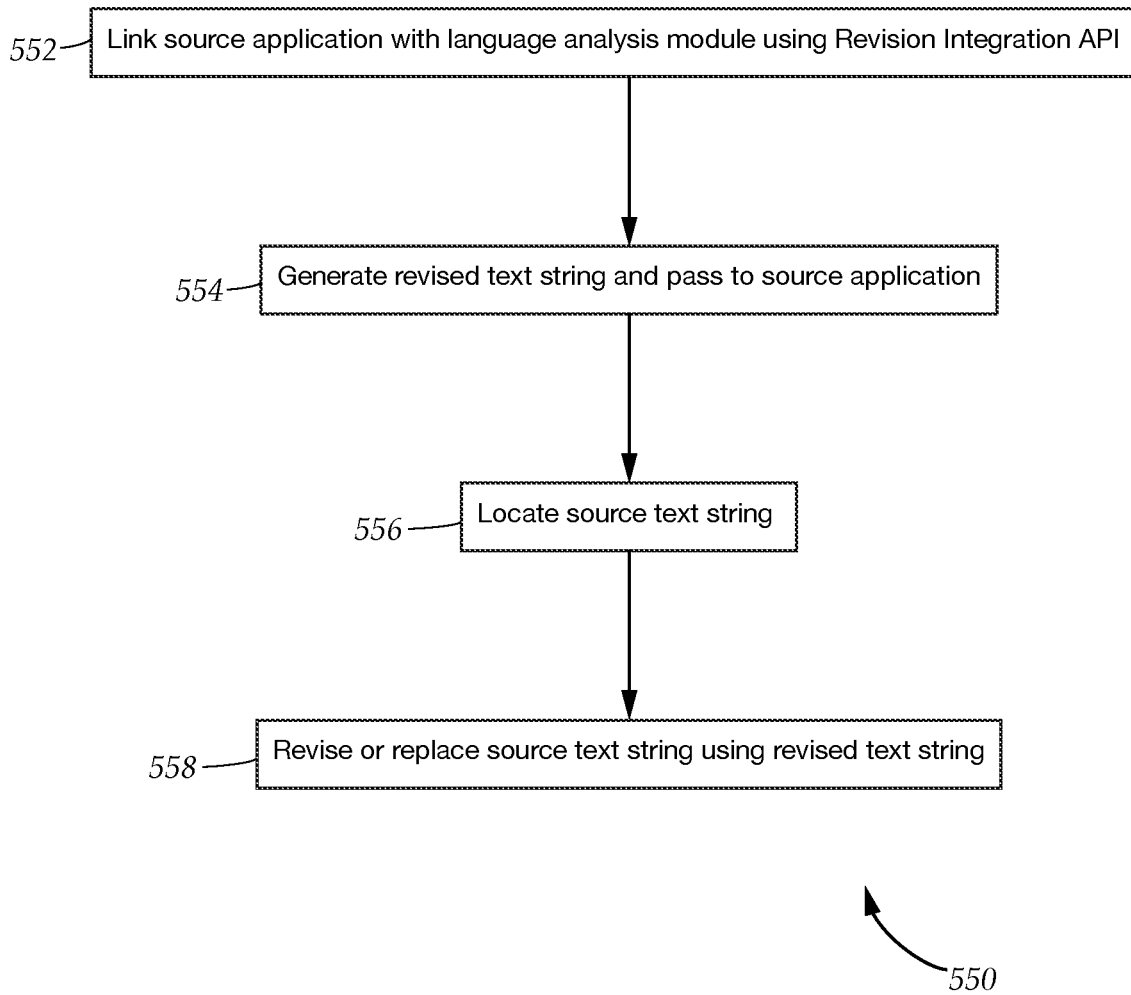 552 Link source application with language analysis module using Revision Integration API
554 Generate revised text string and pass to source application
556 Locate source text string
558 Revise or replace source text string using revised text string
550